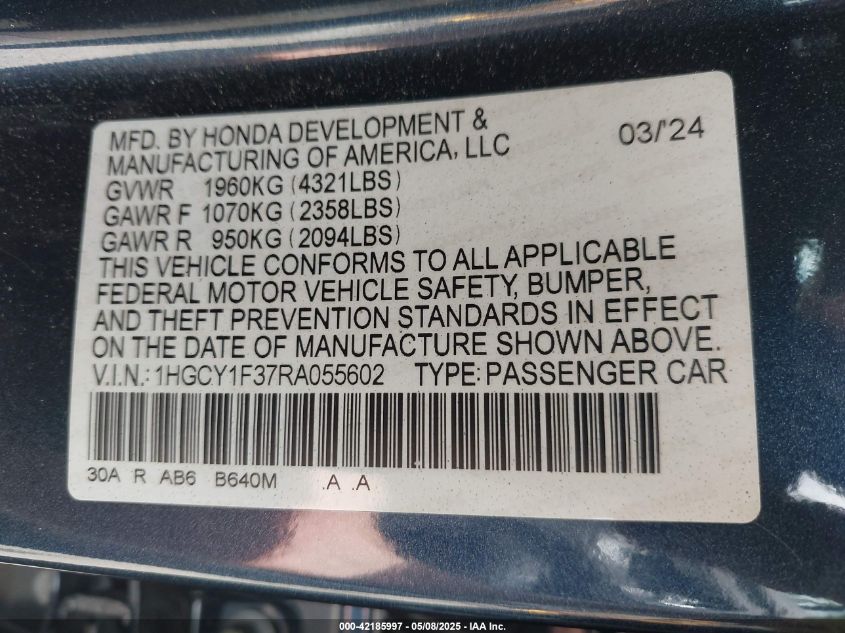 MFD. BY HONDA DEVELOPMENT & 
MANUFACTURING OF AMERICA, LLC 03/'24
GVWR 1960KG (4321LBS)
GAWR F 1070KG (2358LBS)
GAWR R 950KG (2094LBS)
THIS VEHICLE CONFORMS TO ALL APPLICABLE
FEDERAL MOTOR VEHICLE SAFETY, BUMPER,
AND THEFT PREVENTION STANDARDS IN EFFECT
ON THE DATE OF MANUFACTURE SHOWN ABOVE.
V.I.N.: 1HGCY1F37RA055602 TYPE: PASSENGER CAR
30A R AB6 B640M .A .A
000-42185997 - 05/08/2025 - IAA Inc.